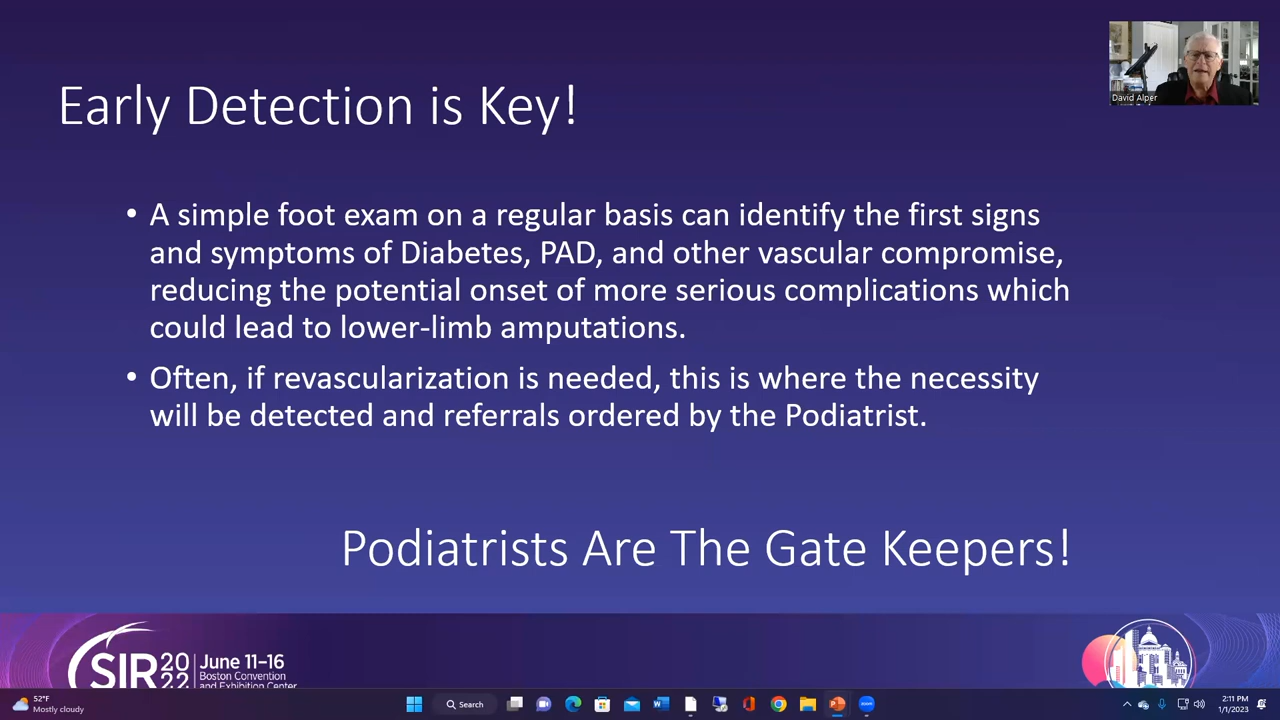 David Alper
Early Detection is Key!
• A simple foot exam on a regular basis can identify the first signs
and symptoms of Diabetes, PAD, and other vascular compromise,
reducing the potential onset of more serious complications which
could lead to lower-limb amputations.
• Often, if revascularization is needed, this is where the necessity
will be detected and referrals ordered by the Podiatrist.
Podiatrists Are The Gate Keepers!
SIR 20
22
June 11–16
Boston Convention
and Exhibition Center
52°F
Mostly cloudy
Search
2:11 PM
1/1/2023